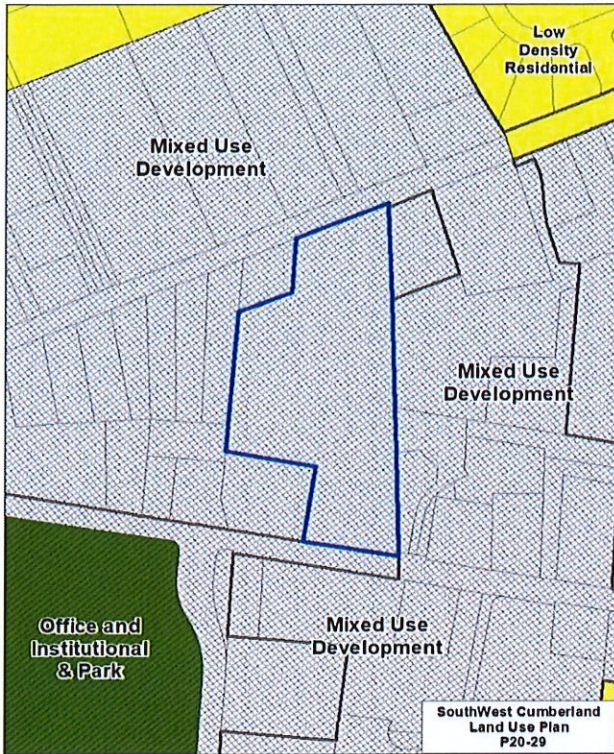 Low
Density
Residential
Mixed Use
Development
Mixed Use
Development
Office and
Institutional
& Park
Mixed Use
Development
SouthWest Cumberland
Land Use Plan
P20-29